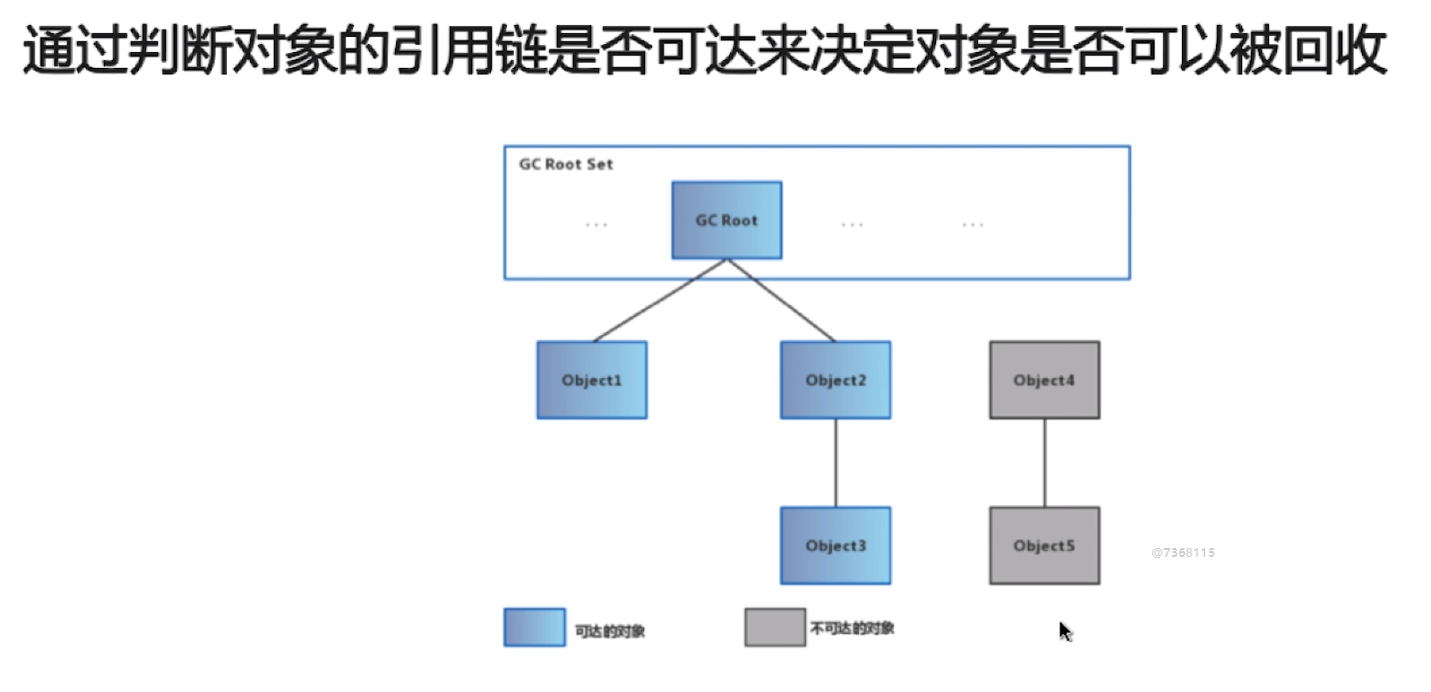 通过判断对象的引用链是否可达来决定对象是否可以被回收
GC Root Set
... GC Root ... ...
Object1 Object2 Object4
Object3 Object5
@7368115
可达的对象 不可达的对象